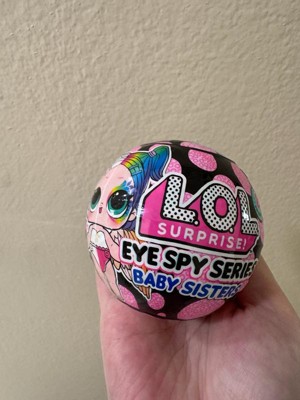 L.O.L
SURPRISE!
EYE SPY SERIES
BABY SISTERS